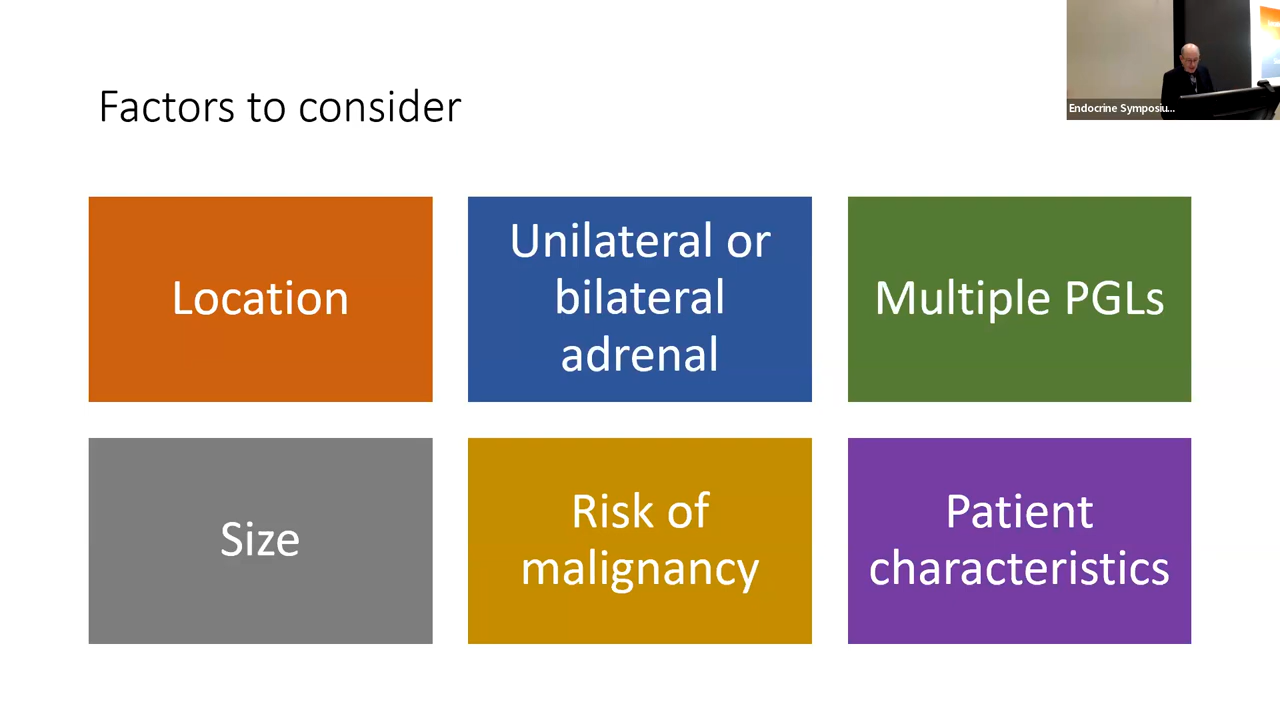 Endocrine Symposiu...
Factors to consider
Location
Unilateral or
bilateral
adrenal
Multiple PGLs
Size
Risk of
malignancy
Patient
characteristics